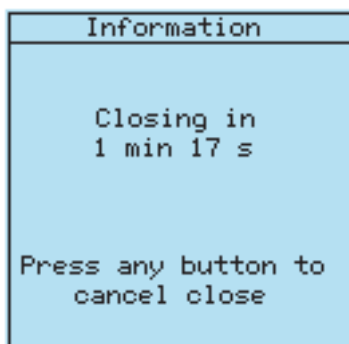 Information
Closing in
1 min 17 s
Press any button to
cancel close